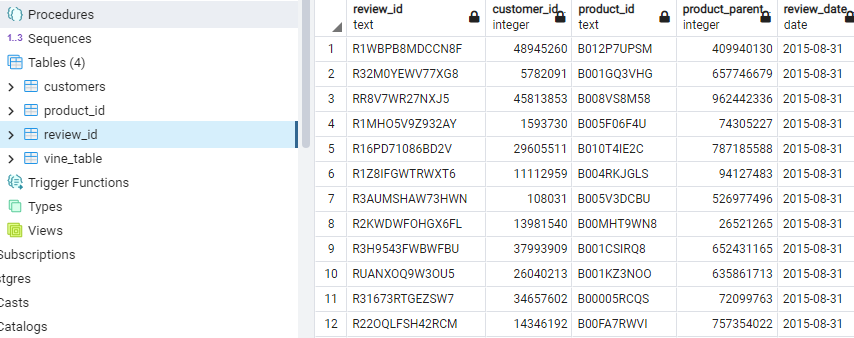 Procedures
1..3 Sequences
Tables (4)
customers
product_id
review_id
vine_table
Trigger Functions
Types
Views
Subscriptions
stgres
Casts
Catalogs
review_id customer_id product_id product_parent review_date
text integer text integer date
1 R1WBPB8MDCCN8F 48945260 B012P7UPSM 409940130 2015-08-31
2 R32M0YEWV77XG8 5782091 B001GQ3VHG 657746679 2015-08-31
3 RR8V7WR27NXJ5 45813853 B008VS8M58 962442336 2015-08-31
4 R1MHO5V9Z932AY 1593730 B005F06F4U 74305227 2015-08-31
5 R16PD71086BD2V 29605511 B010T4IE2C 787185588 2015-08-31
6 R1Z8IFGWTRWXT6 11112959 B004RKJGLS 94127483 2015-08-31
7 R3AUMSHAW73HWN 108031 B005V3DCBU 526977496 2015-08-31
8 R2KWDWFOHGX6FL 13981540 B00MHT9WN8 26521265 2015-08-31
9 R3H9543FWBWFBU 37993909 B001CSIRQ8 652431165 2015-08-31
10 RUANXOQ9W3OU5 26040213 B001KZ3NOO 635861713 2015-08-31
11 R31673RTGEZSW7 34657602 B00005RCQS 72099763 2015-08-31
12 R22OQLFSH42RCM 14346192 B00FA7RWVI 757354022 2015-08-31